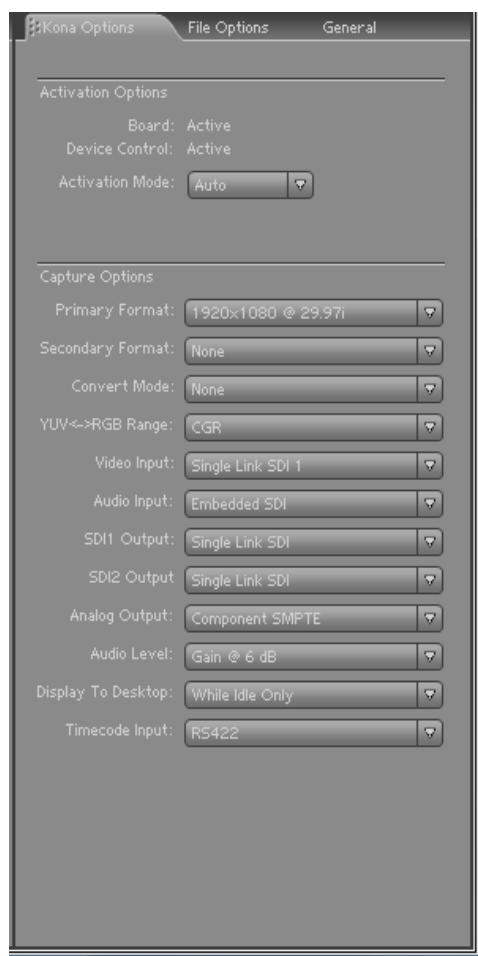 Kona Options File Options General
Activation Options
Board: Active
Device Control: Active
Activation Mode: Auto
Capture Options
Primary Format: 1920x1080 @ 29.97i
Secondary Format: None
Convert Mode: None
YUV<->RGB Range: CGR
Video Input: Single Link SDI 1
Audio Input: Embedded SDI
SDI1 Output: Single Link SDI
SDI2 Output Single Link SDI
Analog Output: Component SMPTE
Audio Level: Gain @ 6 dB
Display To Desktop: While Idle Only
Timecode Input: RS422